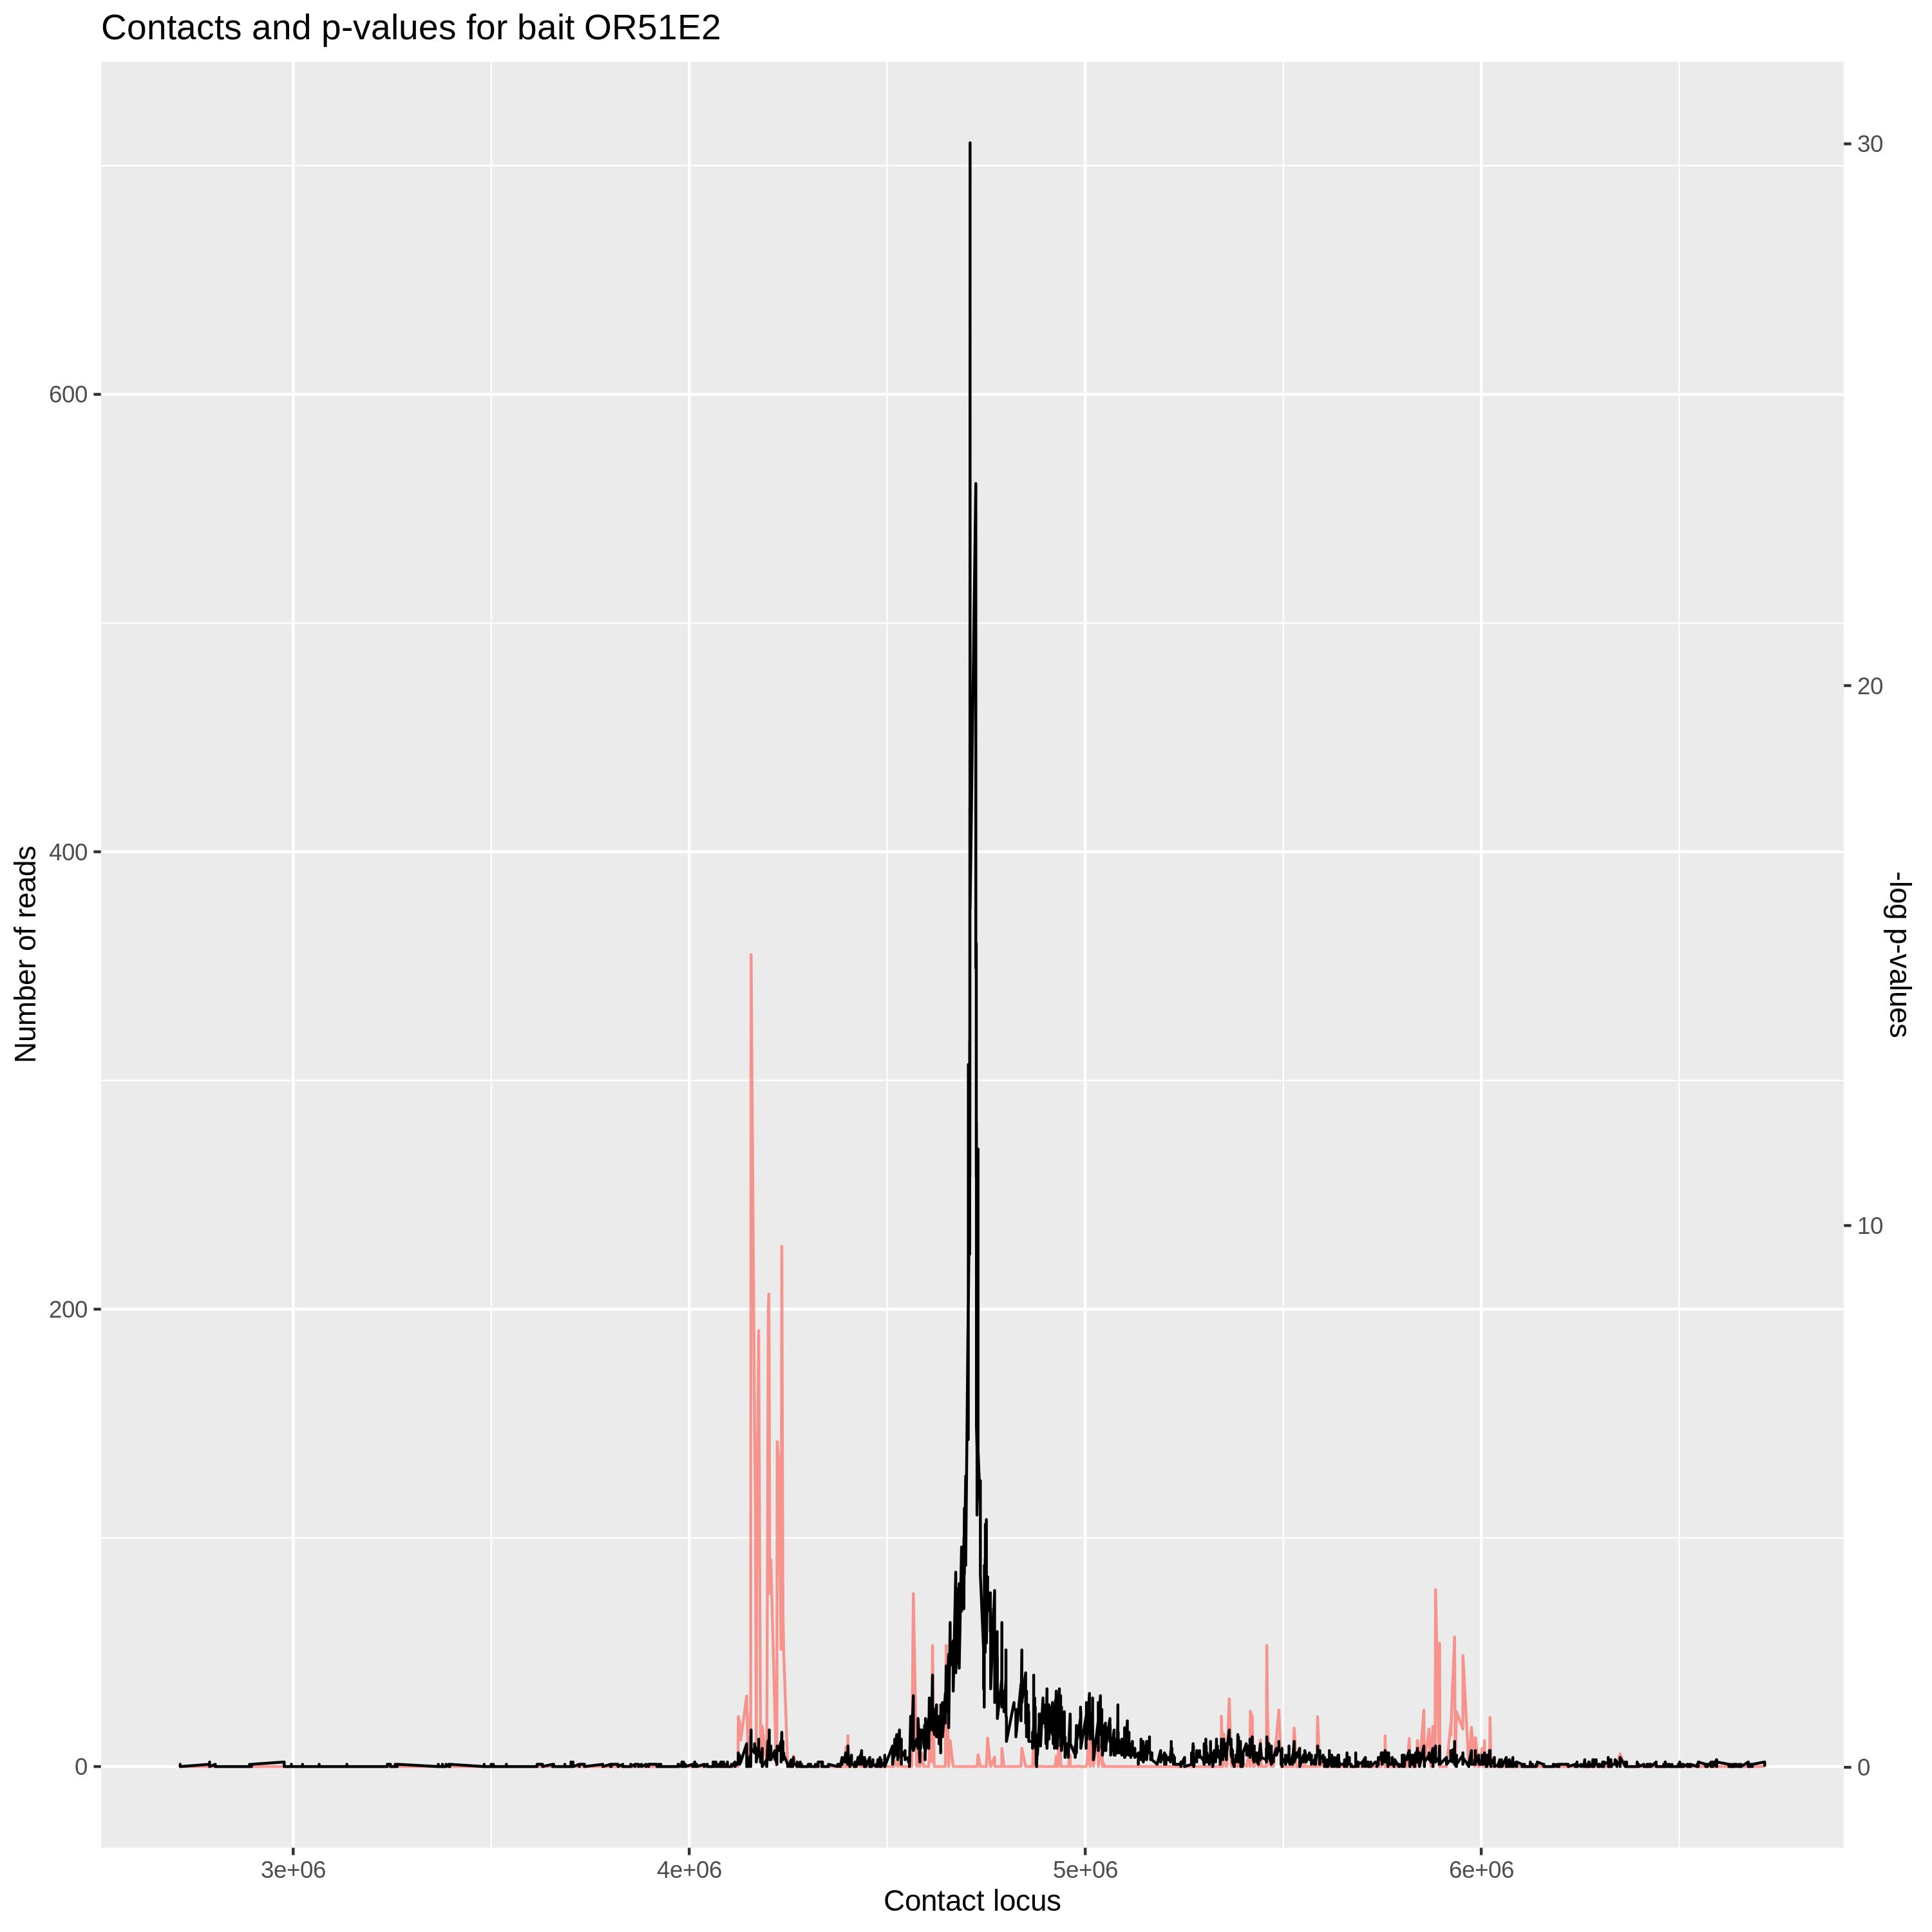 Contacts and p-values for bait OR51E2
600
400
200
0
Number of reads
30
20
10
0
-log p-values
3e+06 4e+06 5e+06 6e+06
Contact locus